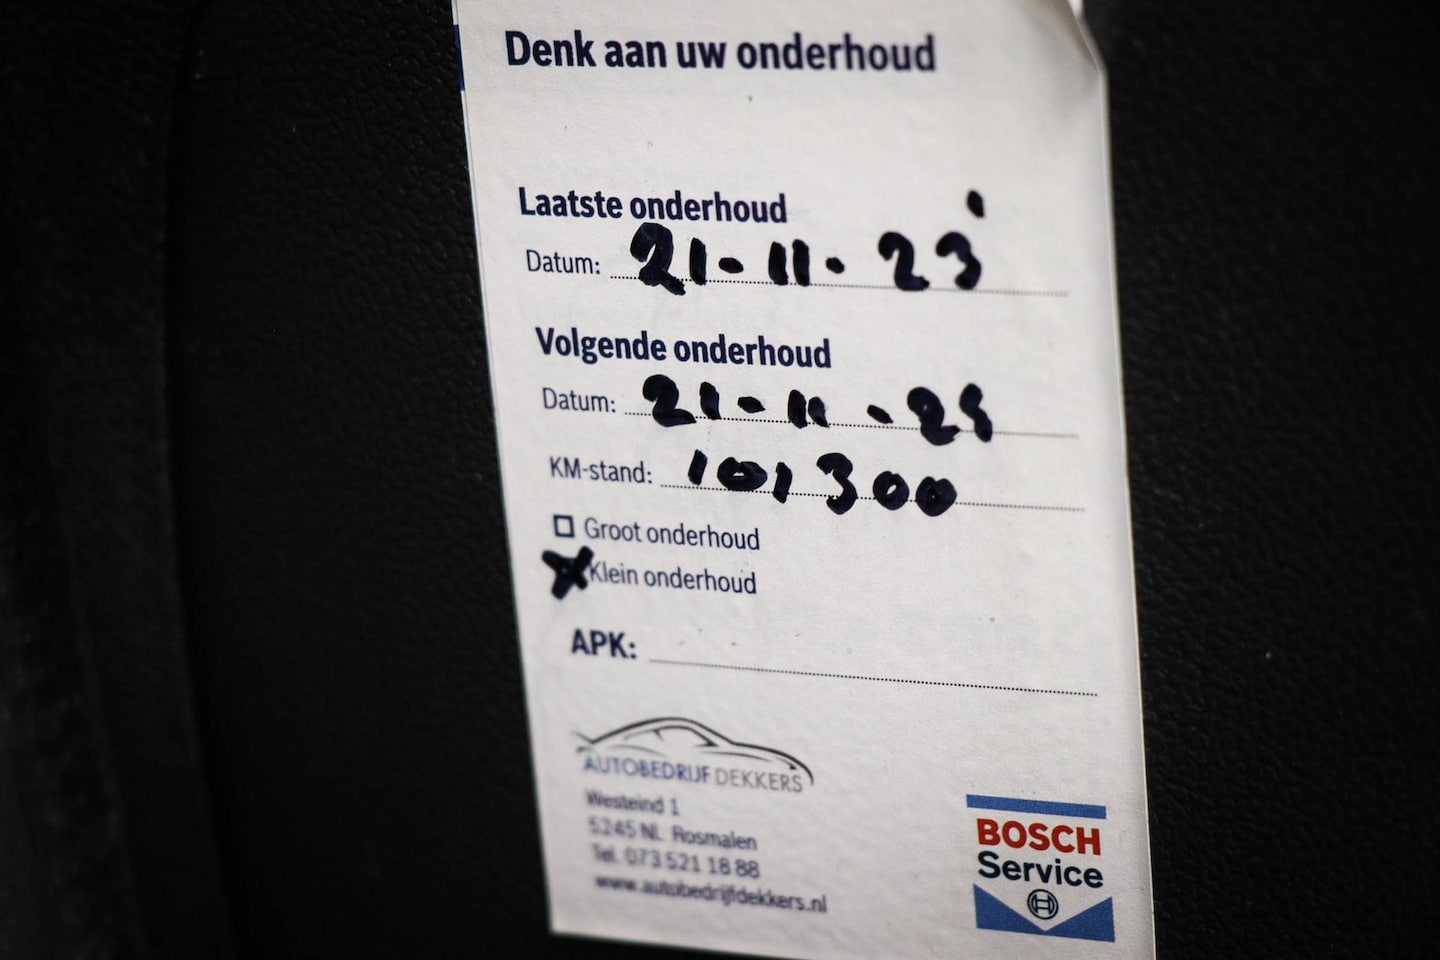 Denk aan uw onderhoud
Laatste onderhoud
Datum: 21-11-23
Volgende onderhoud
Datum: 21-11-
KM-stand: 101300
Groot onderhoud
Klein onderhoud
APK:
AUTOBEDRIJF DEKKERS
Westeind 1
5245 NL Rosmalen
Tel. 073 521 18 88
www.autobedrijfdekkers.nl
BOSCH
Service